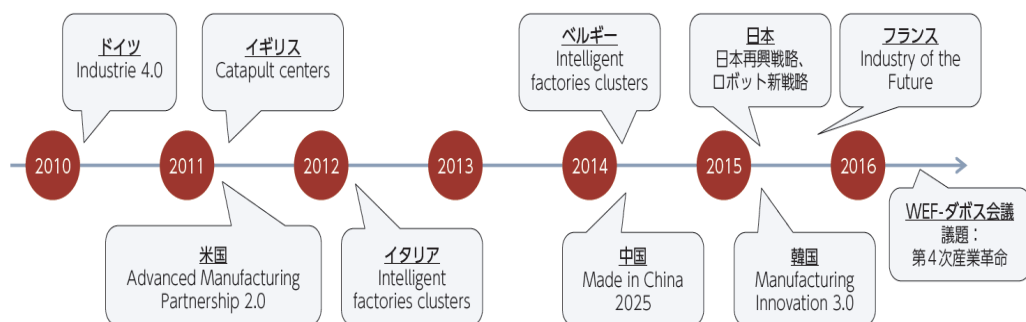 ドイツ
Industrie 4.0
イギリス
Catapult centers
ベルギー
Intelligent
factories clusters
日本
日本再興戦略、
ロボット新戦略
フランス
Industry of the
Future
2010
2011
2012
2013
2014
2015
2016
米国
Advanced Manufacturing
Partnership 2.0
イタリア
Intelligent
factories clusters
中国
Made in China
2025
韓国
Manufacturing
Innovation 3.0
WEF-ダボス会議
議題：
第４次産業革命